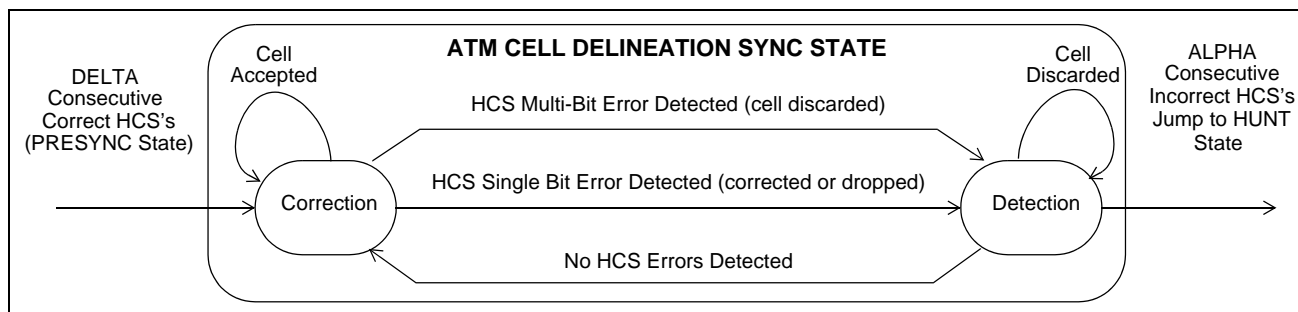 ATM CELL DELINEATION SYNC STATE
DELTA
Consecutive
Correct HCS's
(PRESYNC State)
Cell
Accepted
Cell
Discarded
ALPHA
Consecutive
Incorrect HCS's
Jump to HUNT
State
HCS Multi-Bit Error Detected (cell discarded)
HCS Single Bit Error Detected (corrected or dropped)
Correction
Detection
No HCS Errors Detected